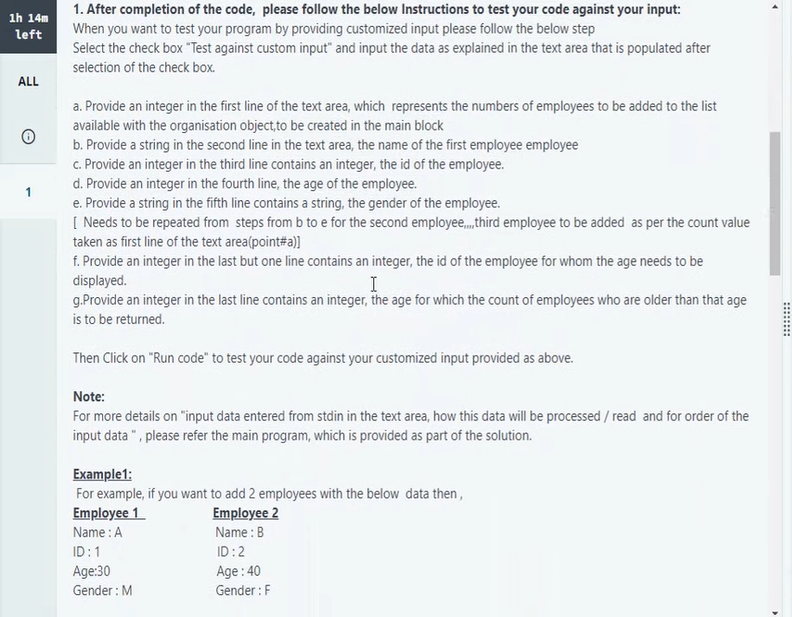 1h 14m
left
ALL
1
1. After completion of the code, please follow the below Instructions to test your code against your input:
When you want to test your program by providing customized input please follow the below step
Select the check box "Test against custom input" and input the data as explained in the text area that is populated after
selection of the check box.
a. Provide an integer in the first line of the text area, which represents the numbers of employees to be added to the list
available with the organisation object,to be created in the main block
b. Provide a string in the second line in the text area, the name of the first employee employee
c. Provide an integer in the third line contains an integer, the id of the employee.
d. Provide an integer in the fourth line, the age of the employee.
e. Provide a string in the fifth line contains a string, the gender of the employee.
[ Needs to be repeated from steps from b to e for the second employee,,,,third employee to be added as per the count value
taken as first line of the text area(point#a)]
f. Provide an integer in the last but one line contains an integer, the id of the employee for whom the age needs to be
displayed.
g.Provide an integer in the last line contains an integer, the age for which the count of employees who are older than that age
is to be returned.
Then Click on "Run code" to test your code against your customized input provided as above.
Note:
For more details on "input data entered from stdin in the text area, how this data will be processed / read and for order of the
input data " , please refer the main program, which is provided as part of the solution.
Example1:
For example, if you want to add 2 employees with the below data then ,
Employee 1 Employee 2
Name : A Name : B
ID : 1 ID : 2
Age:30 Age : 40
Gender : M Gender : F